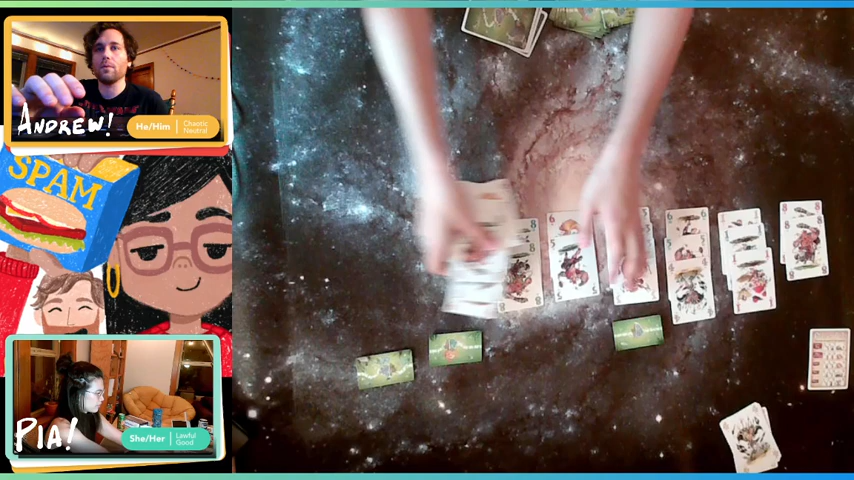 ANDREW!
He/Him
Chaotic
Neutral
SPAM
PIA!
She/Her
Lawful
Good